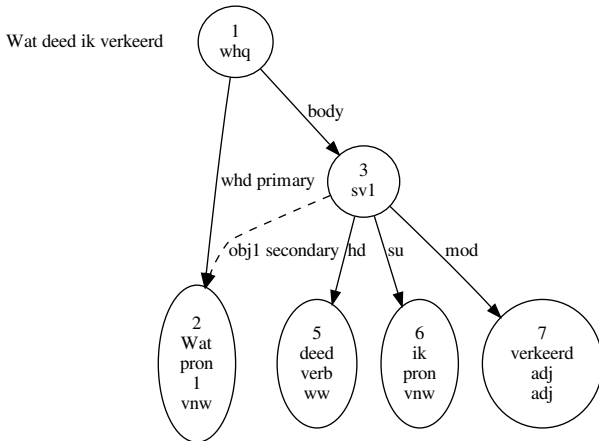 Wat deed ik verkeerd
1
whq
body
3
sv1
whd primary
obj1 secondary
hd
su
mod
2
Wat
pron
1
vnw
5
deed
verb
ww
6
ik
pron
vnw
7
verkeerd
adj
adj